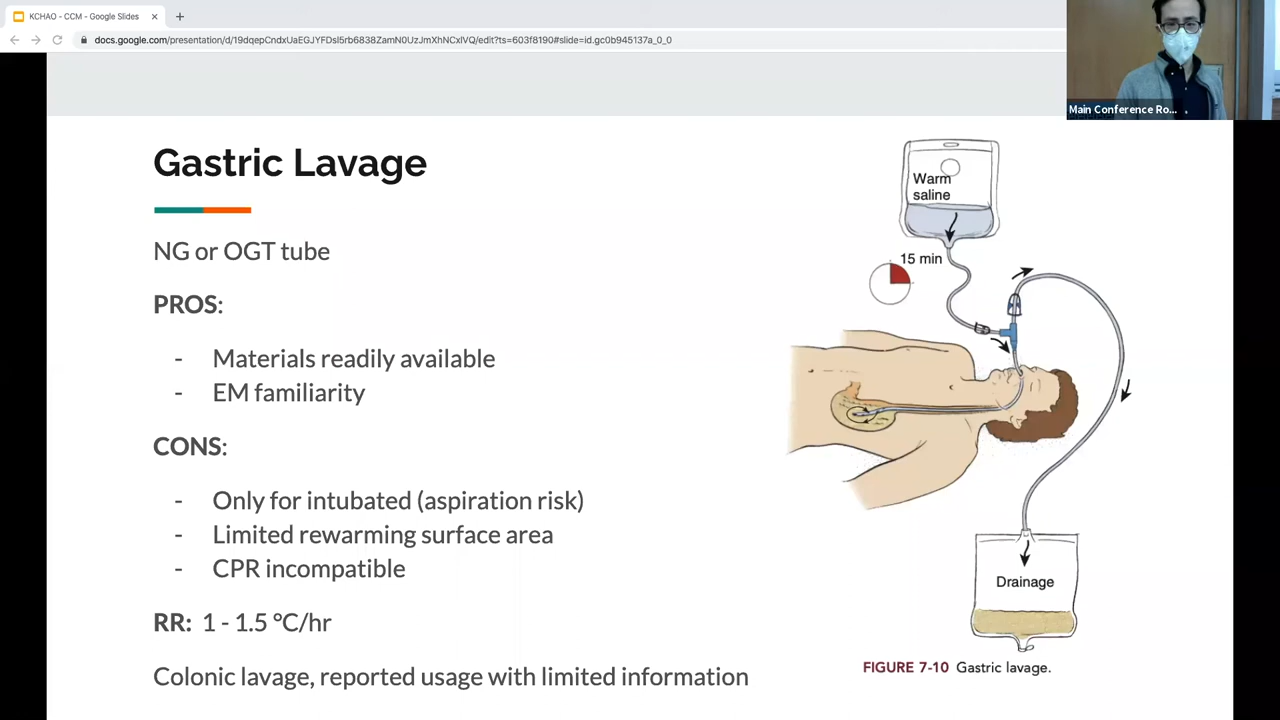 KCHAO - CCM - Google Slides
docs.google.com/presentation/d/19dqepCndxUaEGJYFDsl5rb6838ZamN0UzJmXhNCxlVQ/edit?ts=603f8190#slide=id.gc0b945137a_0_0
Main Conference Ro...
Gastric Lavage
NG or OGT tube
PROS:
- Materials readily available
- EM familiarity
CONS:
- Only for intubated (aspiration risk)
- Limited rewarming surface area
- CPR incompatible
RR: 1 - 1.5 °C/hr
Colonic lavage, reported usage with limited information
Warm
saline
15 min
Drainage
FIGURE 7-10 Gastric lavage.